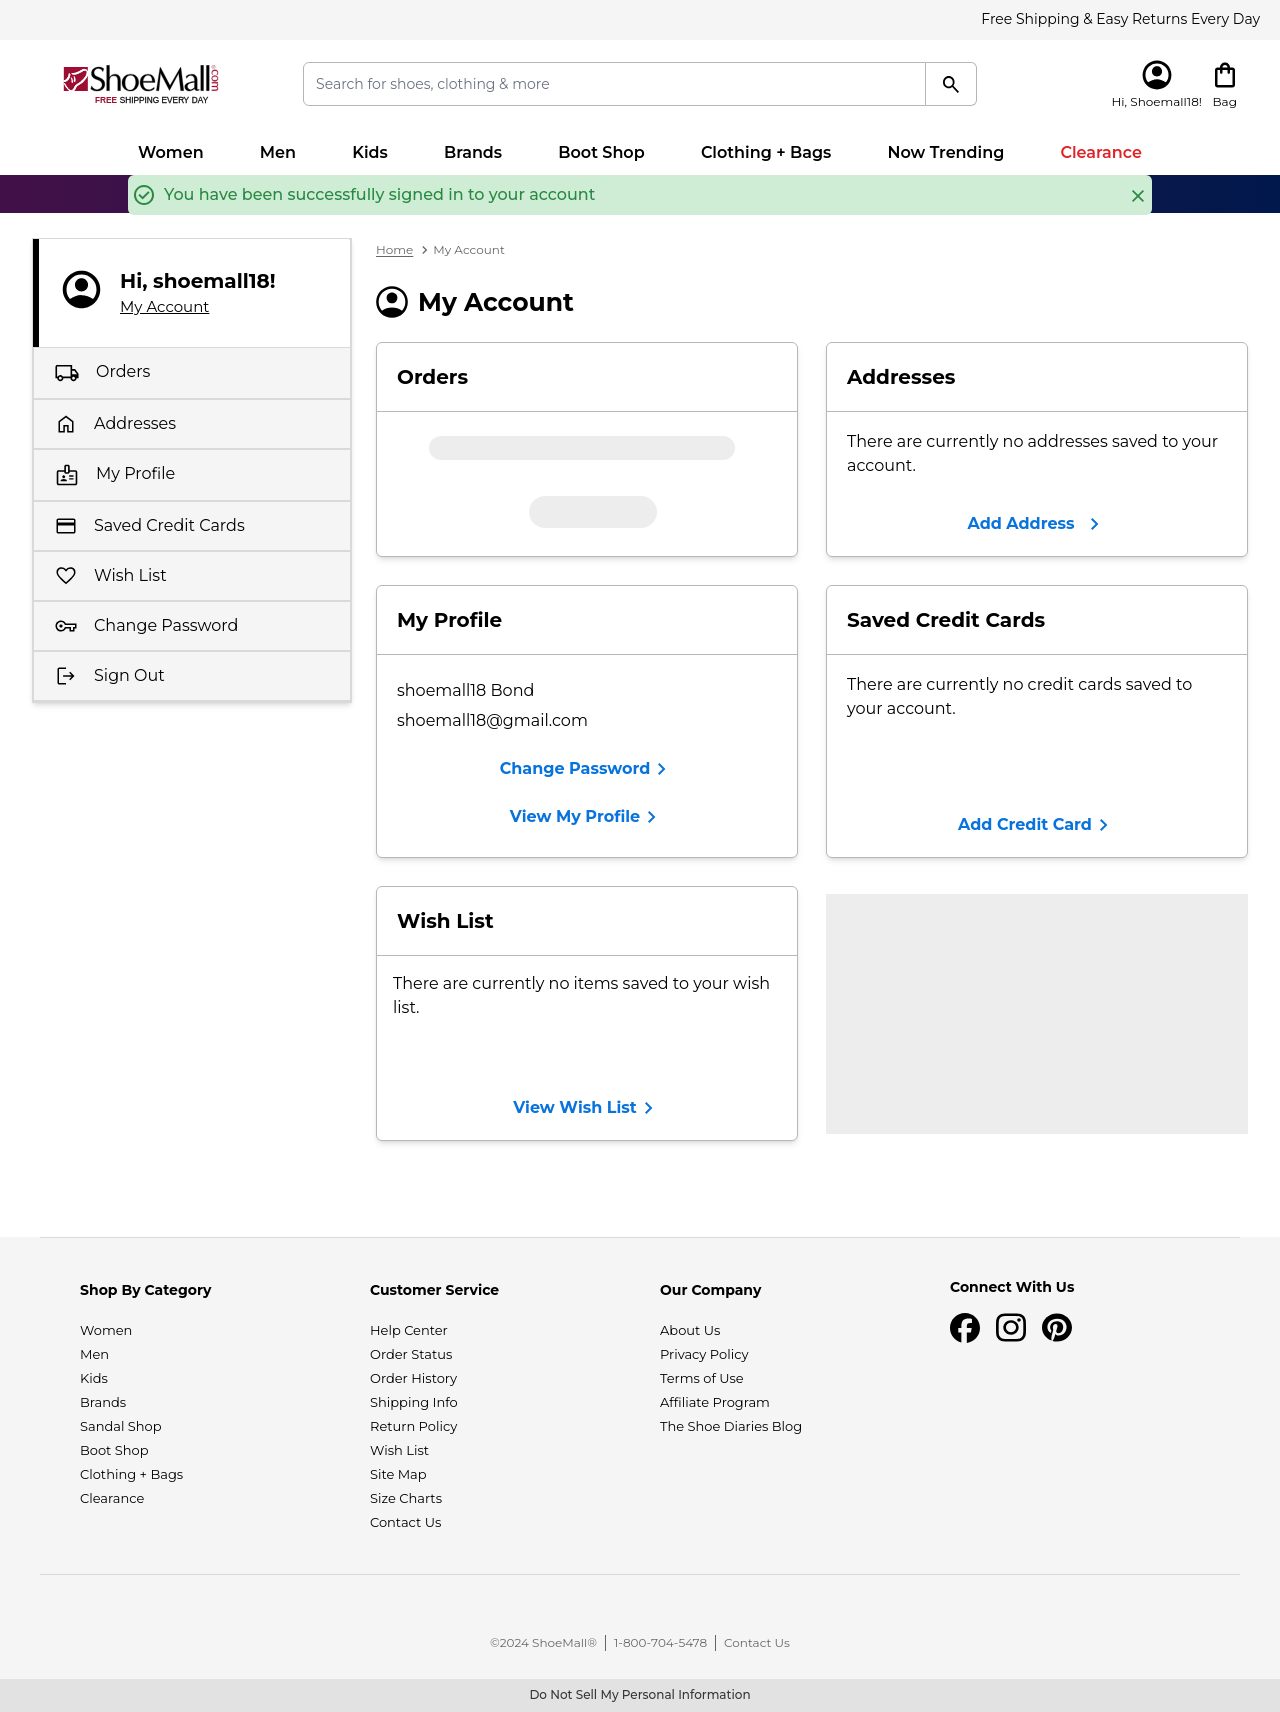 Free Shipping & Easy Returns Every Day
ShoeMall.com
FREE SHIPPING EVERY DAY
Search for shoes, clothing & more
Hi, Shoemall18!
Bag
Women
Men
Kids
Brands
Boot Shop
Clothing + Bags
Now Trending
Clearance
You have been successfully signed in to your account
Hi, shoemall18!
My Account
Orders
Addresses
My Profile
Saved Credit Cards
Wish List
Change Password
Sign Out
Home
My Account
My Account
Orders
Addresses
There are currently no addresses saved to your
account.
Add Address
My Profile
shoemall18 Bond
shoemall18@gmail.com
Change Password
View My Profile
Saved Credit Cards
There are currently no credit cards saved to
your account.
Add Credit Card
Wish List
There are currently no items saved to your wish
list.
View Wish List
Shop By Category
Women
Men
Kids
Brands
Sandal Shop
Boot Shop
Clothing + Bags
Clearance
Customer Service
Help Center
Order Status
Order History
Shipping Info
Return Policy
Wish List
Site Map
Size Charts
Contact Us
Our Company
About Us
Privacy Policy
Terms of Use
Affiliate Program
The Shoe Diaries Blog
Connect With Us
©2024 ShoeMall® | 1-800-704-5478 | Contact Us
Do Not Sell My Personal Information